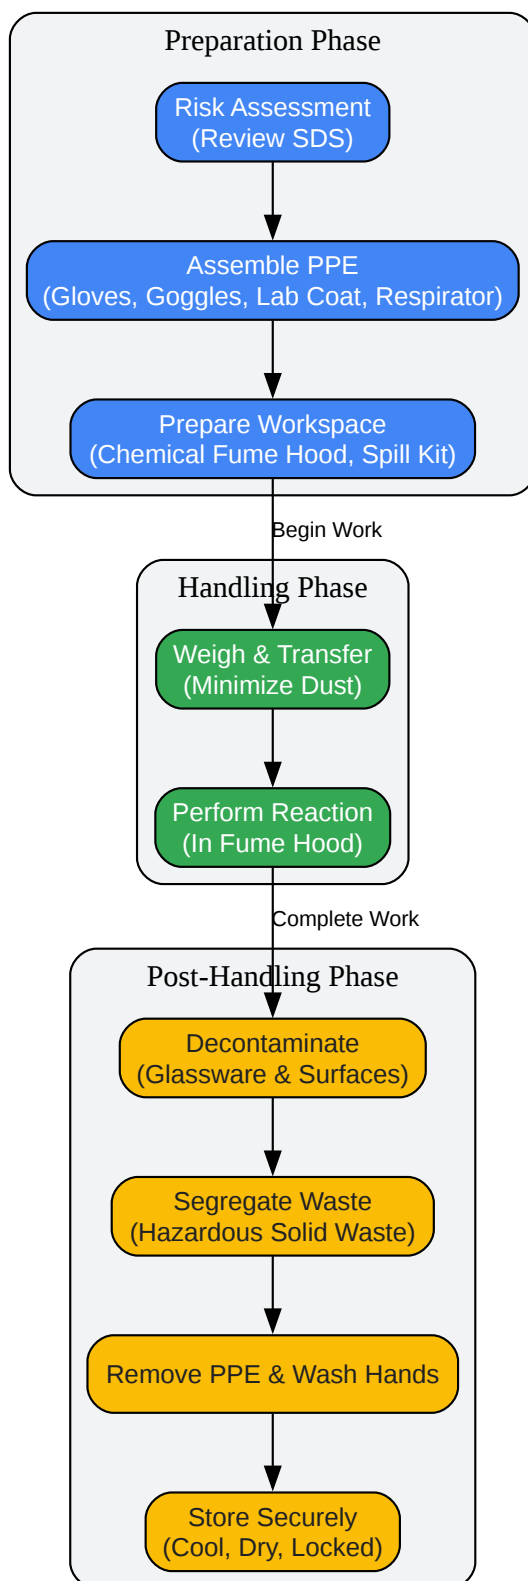 Preparation Phase
Risk Assessment
(Review SDS)
Assemble PPE
(Gloves, Goggles, Lab Coat, Respirator)
Prepare Workspace
(Chemical Fume Hood, Spill Kit)
Begin Work
Handling Phase
Weigh & Transfer
(Minimize Dust)
Perform Reaction
(In Fume Hood)
Complete Work
Post-Handling Phase
Decontaminate
(Glassware & Surfaces)
Segregate Waste
(Hazardous Solid Waste)
Remove PPE & Wash Hands
Store Securely
(Cool, Dry, Locked)